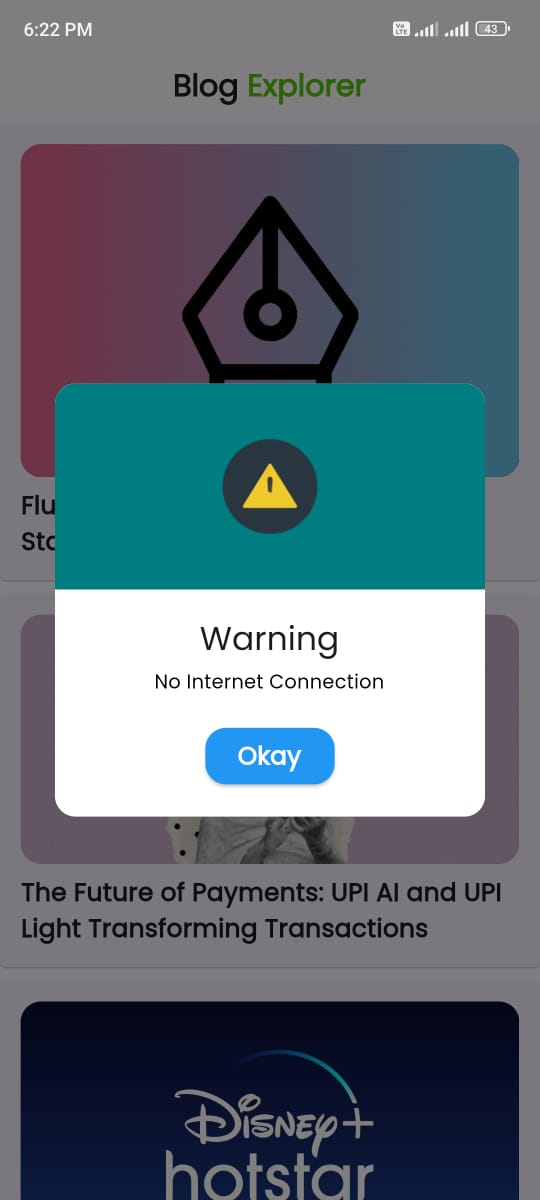 6:22 PM
Vo
LTE
43
Blog Explorer
Flu
Warning
No Internet Connection
Okay
The Future of Payments: UPI AI and UPI
Light Transforming Transactions
Disney+
hotstar